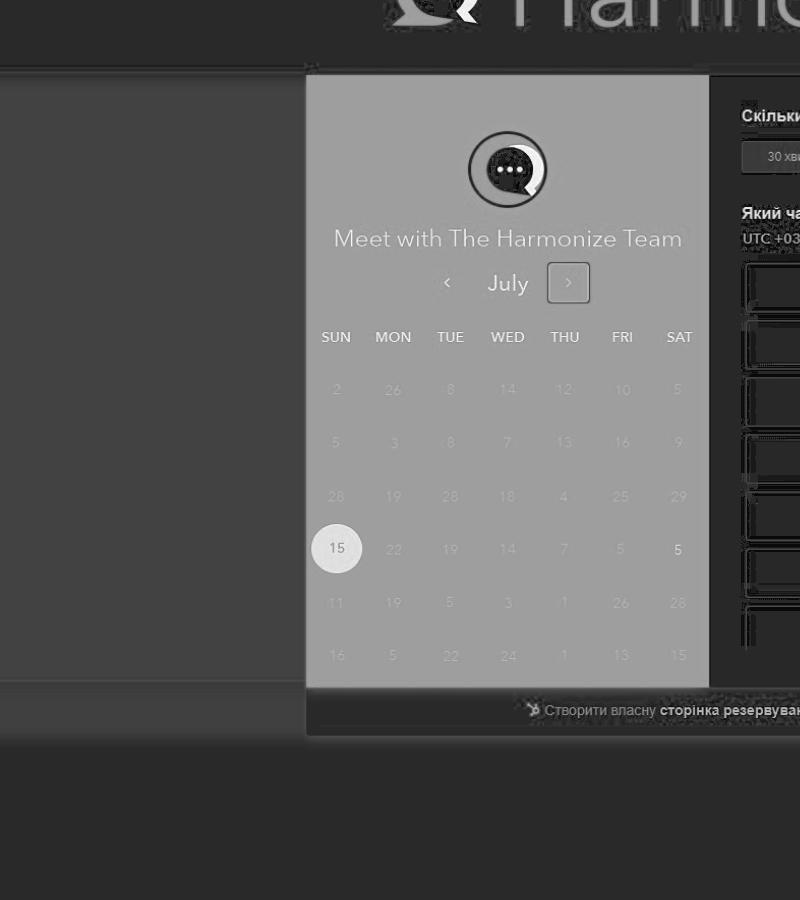 Harmo
Meet with The Harmonize Team
July
SUN MON TUE WED THU FRI SAT
2 26 8 14 12 10 5
5 3 8 7 13 16 9
28 19 28 18 4 25 29
15 22 19 14 7 5 5
11 19 5 3 1 26 28
16 5 22 24 1 13 15
Скільки
30 хви
Який ча
UTC +03
Створити власну сторінка резервуван